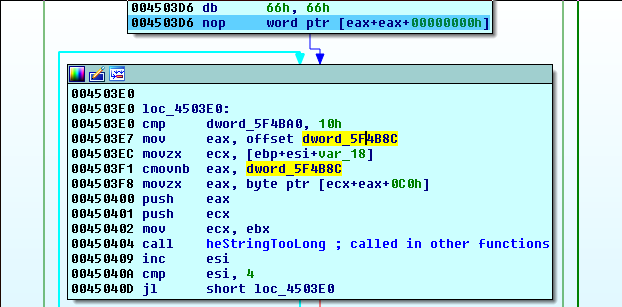 004503D6 db 66h, 66h
004503D6 nop word ptr [eax+eax+00000000h]
004503E0
004503E0 loc_4503E0:
004503E0 cmp dword_5F4BA0, 10h
004503E7 mov eax, offset dword_5F4B8C
004503EC movzx ecx, [ebp+esi+var_18]
004503F1 cmovnb eax, dword_5F4B8C
004503F8 movzx eax, byte ptr [ecx+eax+0C0h]
00450400 push eax
00450401 push ecx
00450402 mov ecx, ebx
00450404 call heStringTooLong ; called in other functions
00450409 inc esi
0045040A cmp esi, 4
0045040D jl short loc_4503E0